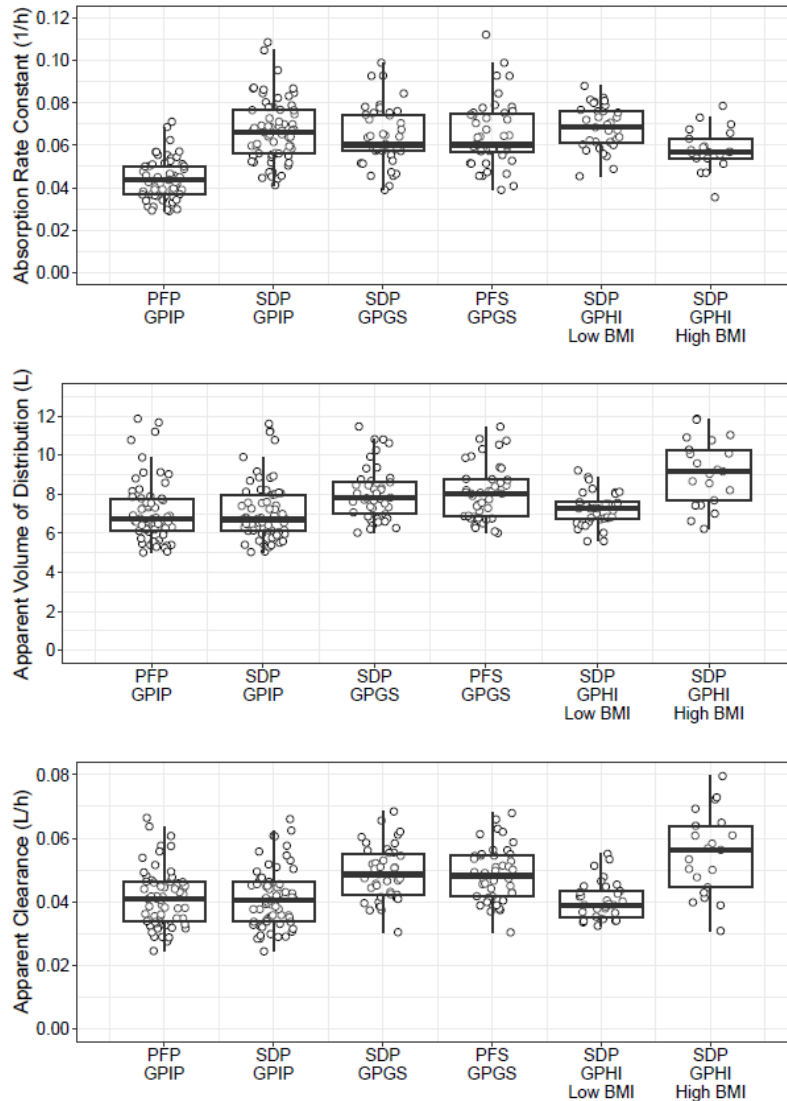 Absorption Rate Constant (1/h)
0.12
0.10
0.08
0.06
0.04
0.02
0.00
PFP SDP SDP PFS SDP SDP
GPIP GPIP GPGS GPGS GPHI GPHI
Low BMI High BMI
Apparent Volume of Distribution (L)
12
10
8
6
4
2
0
PFP SDP SDP PFS SDP SDP
GPIP GPIP GPGS GPGS GPHI GPHI
Low BMI High BMI
Apparent Clearance (L/h)
0.08
0.06
0.04
0.02
0.00
PFP SDP SDP PFS SDP SDP
GPIP GPIP GPGS GPGS GPHI GPHI
Low BMI High BMI